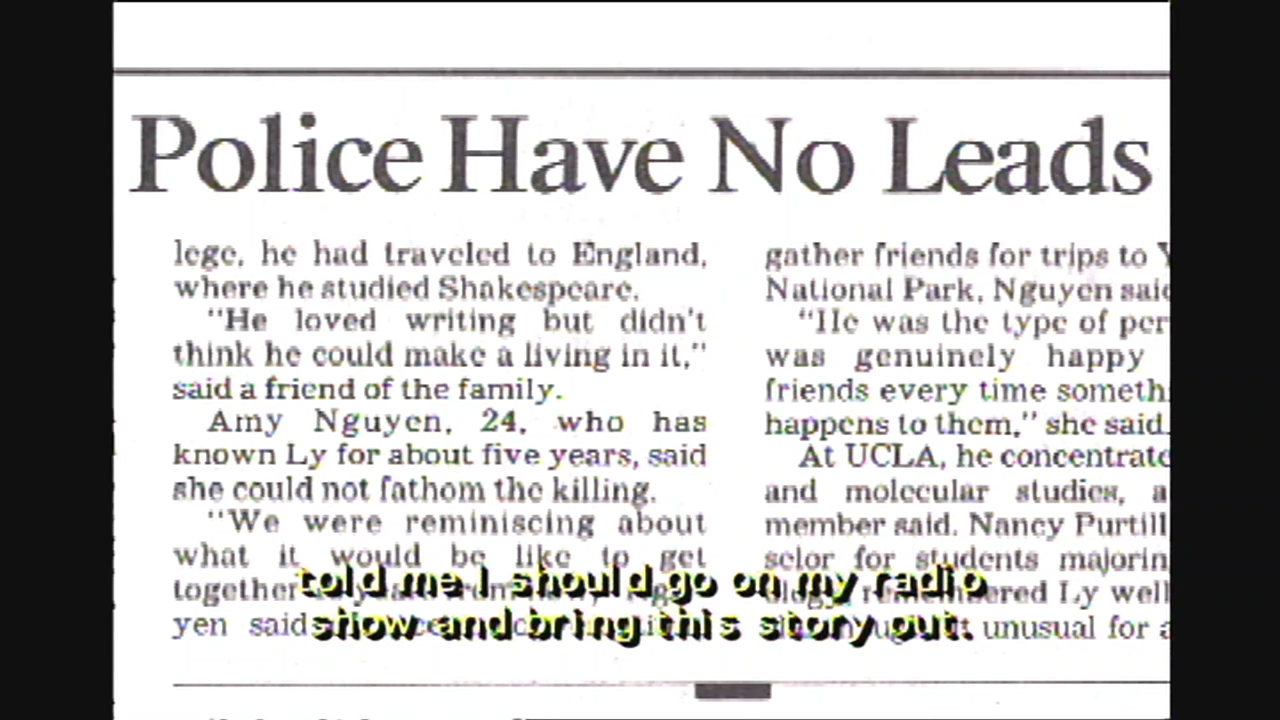 Police Have No Leads
lege, he had traveled to England,
where he studied Shakespeare.
"He loved writing but didn't
think he could make a living in it,"
said a friend of the family.
Amy Nguyen, 24, who has
known Ly for about five years, said
she could not fathom the killing.
"We were reminiscing about
what it would be like to get
together
yen said
gather friends for trips to
National Park, Nguyen said
"He was the type of per
was genuinely happy
friends every time someth
happens to them," she said.
At UCLA, he concentrate
and molecular studies, a
member said. Nancy Purtill
selor for students majorin
remembered Ly well
unusual for a
told me I should go on my radio
show and bring this story out.